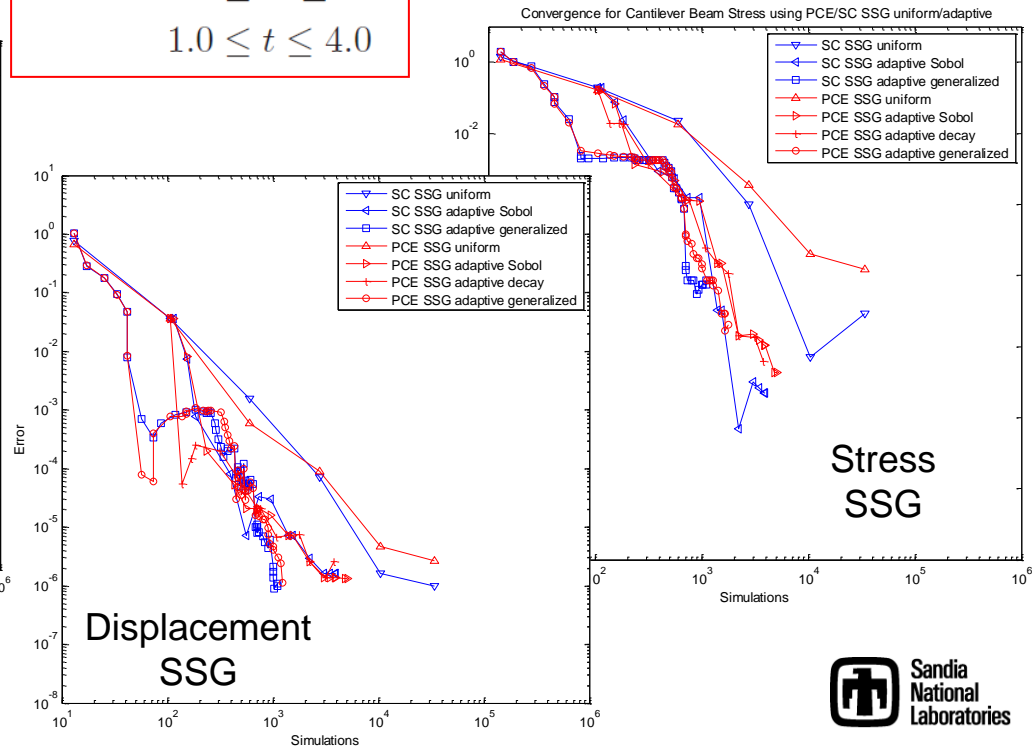 1.0 ≤ t ≤ 4.0
Convergence for Cantilever Beam Stress using PCE/SC SSG uniform/adaptive
10^0
10^-2
SC SSG uniform
SC SSG adaptive Sobol
SC SSG adaptive generalized
PCE SSG uniform
PCE SSG adaptive Sobol
PCE SSG adaptive decay
PCE SSG adaptive generalized
Stress
SSG
10^2
10^3
10^4
10^5
10^6
Simulations
10^1
10^0
10^-1
10^-2
10^-3
10^-4
10^-5
10^-6
10^-7
10^-8
Error
SC SSG uniform
SC SSG adaptive Sobol
SC SSG adaptive generalized
PCE SSG uniform
PCE SSG adaptive Sobol
PCE SSG adaptive decay
PCE SSG adaptive generalized
Displacement
SSG
10^1
10^2
10^3
10^4
10^5
10^6
Simulations
Sandia
National
Laboratories